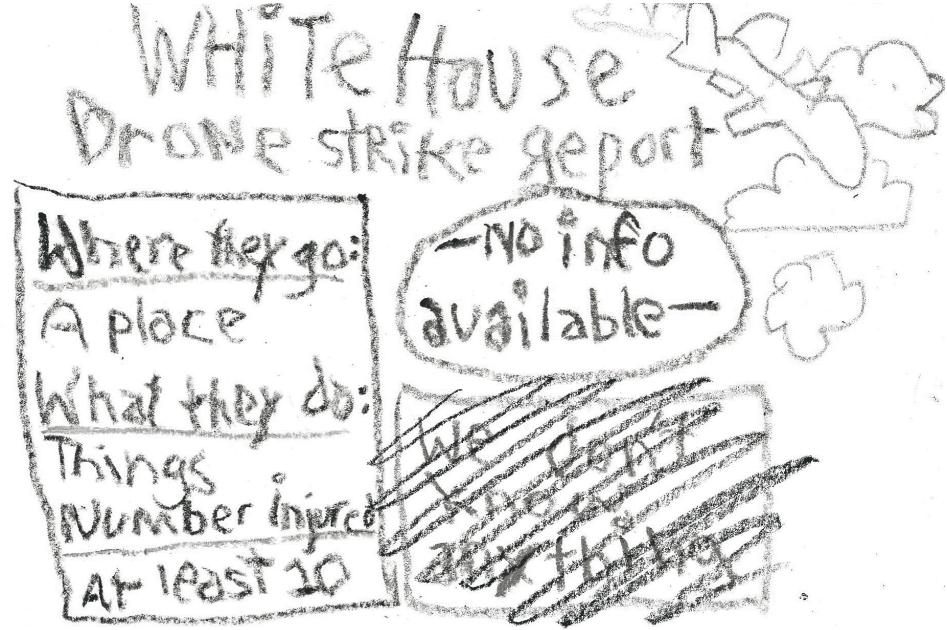 WHiTe House
DroNe strike report
Where they go:
A place
What they do:
Things
Number injured
At least 10
—No info
available—
We don't
know
anything